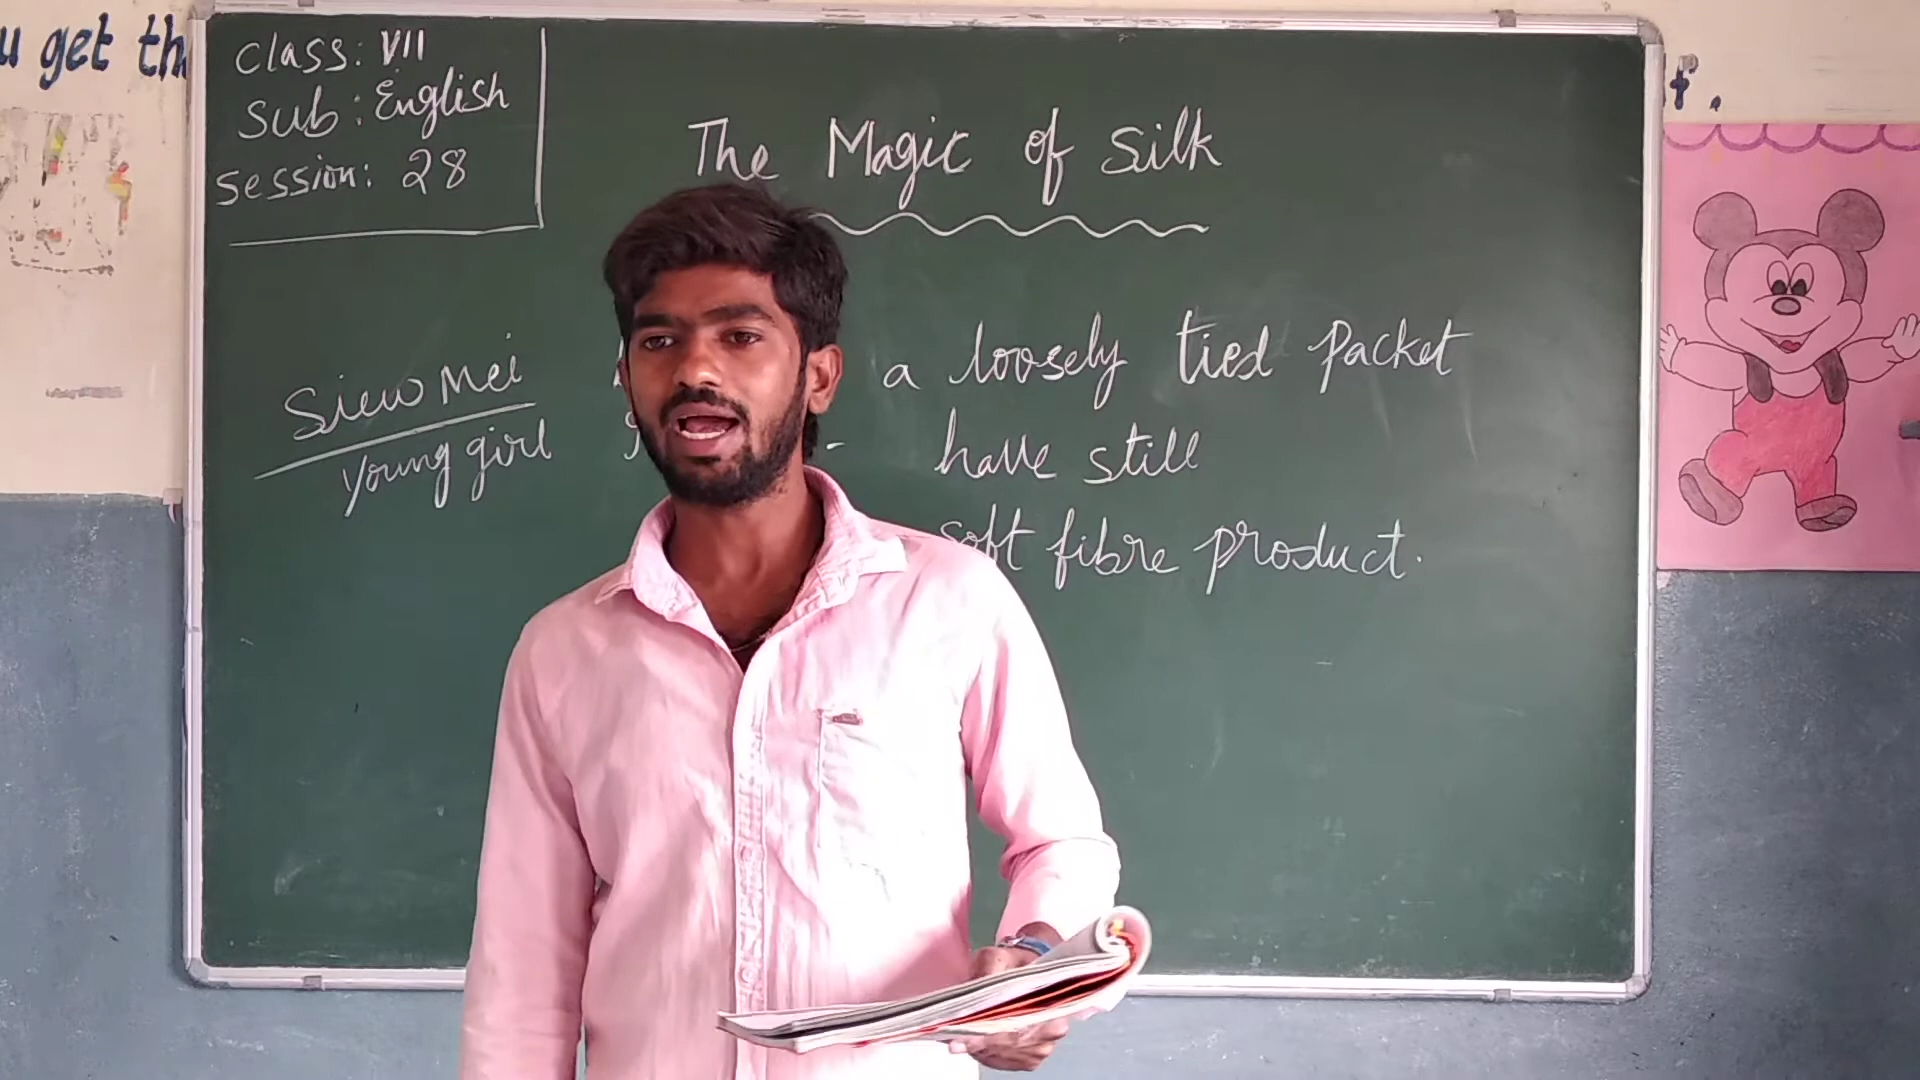 u get th
t.
Class: VII
Sub: English
Session: 28
The Magic of Silk
Siew Mei
young girl
a loosely tied packet
- have still
soft fibre product.